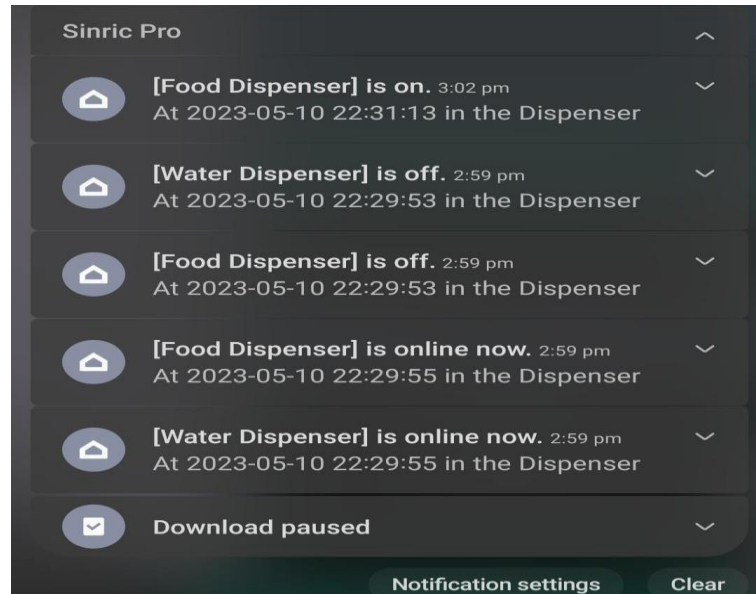 Sinric Pro
[Food Dispenser] is on. 3:02 pm
At 2023-05-10 22:31:13 in the Dispenser
[Water Dispenser] is off. 2:59 pm
At 2023-05-10 22:29:53 in the Dispenser
[Food Dispenser] is off. 2:59 pm
At 2023-05-10 22:29:53 in the Dispenser
[Food Dispenser] is online now. 2:59 pm
At 2023-05-10 22:29:55 in the Dispenser
[Water Dispenser] is online now. 2:59 pm
At 2023-05-10 22:29:55 in the Dispenser
Download paused
Notification settings Clear